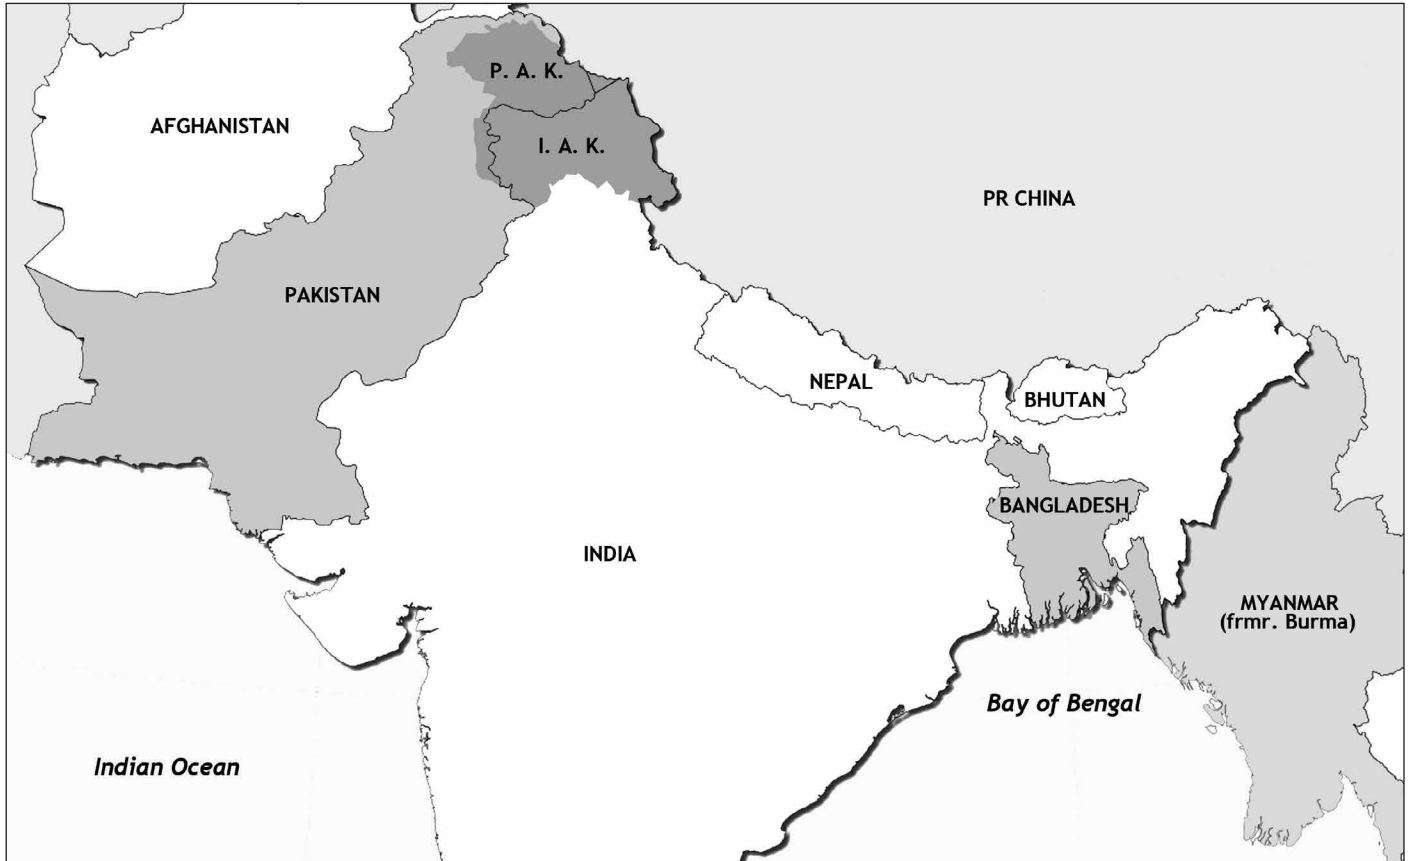 P. A. K.
AFGHANISTAN
I. A. K.
PR CHINA
PAKISTAN
NEPAL
BHUTAN
BANGLADESH
INDIA
MYANMAR
(frmr. Burma)
Bay of Bengal
Indian Ocean